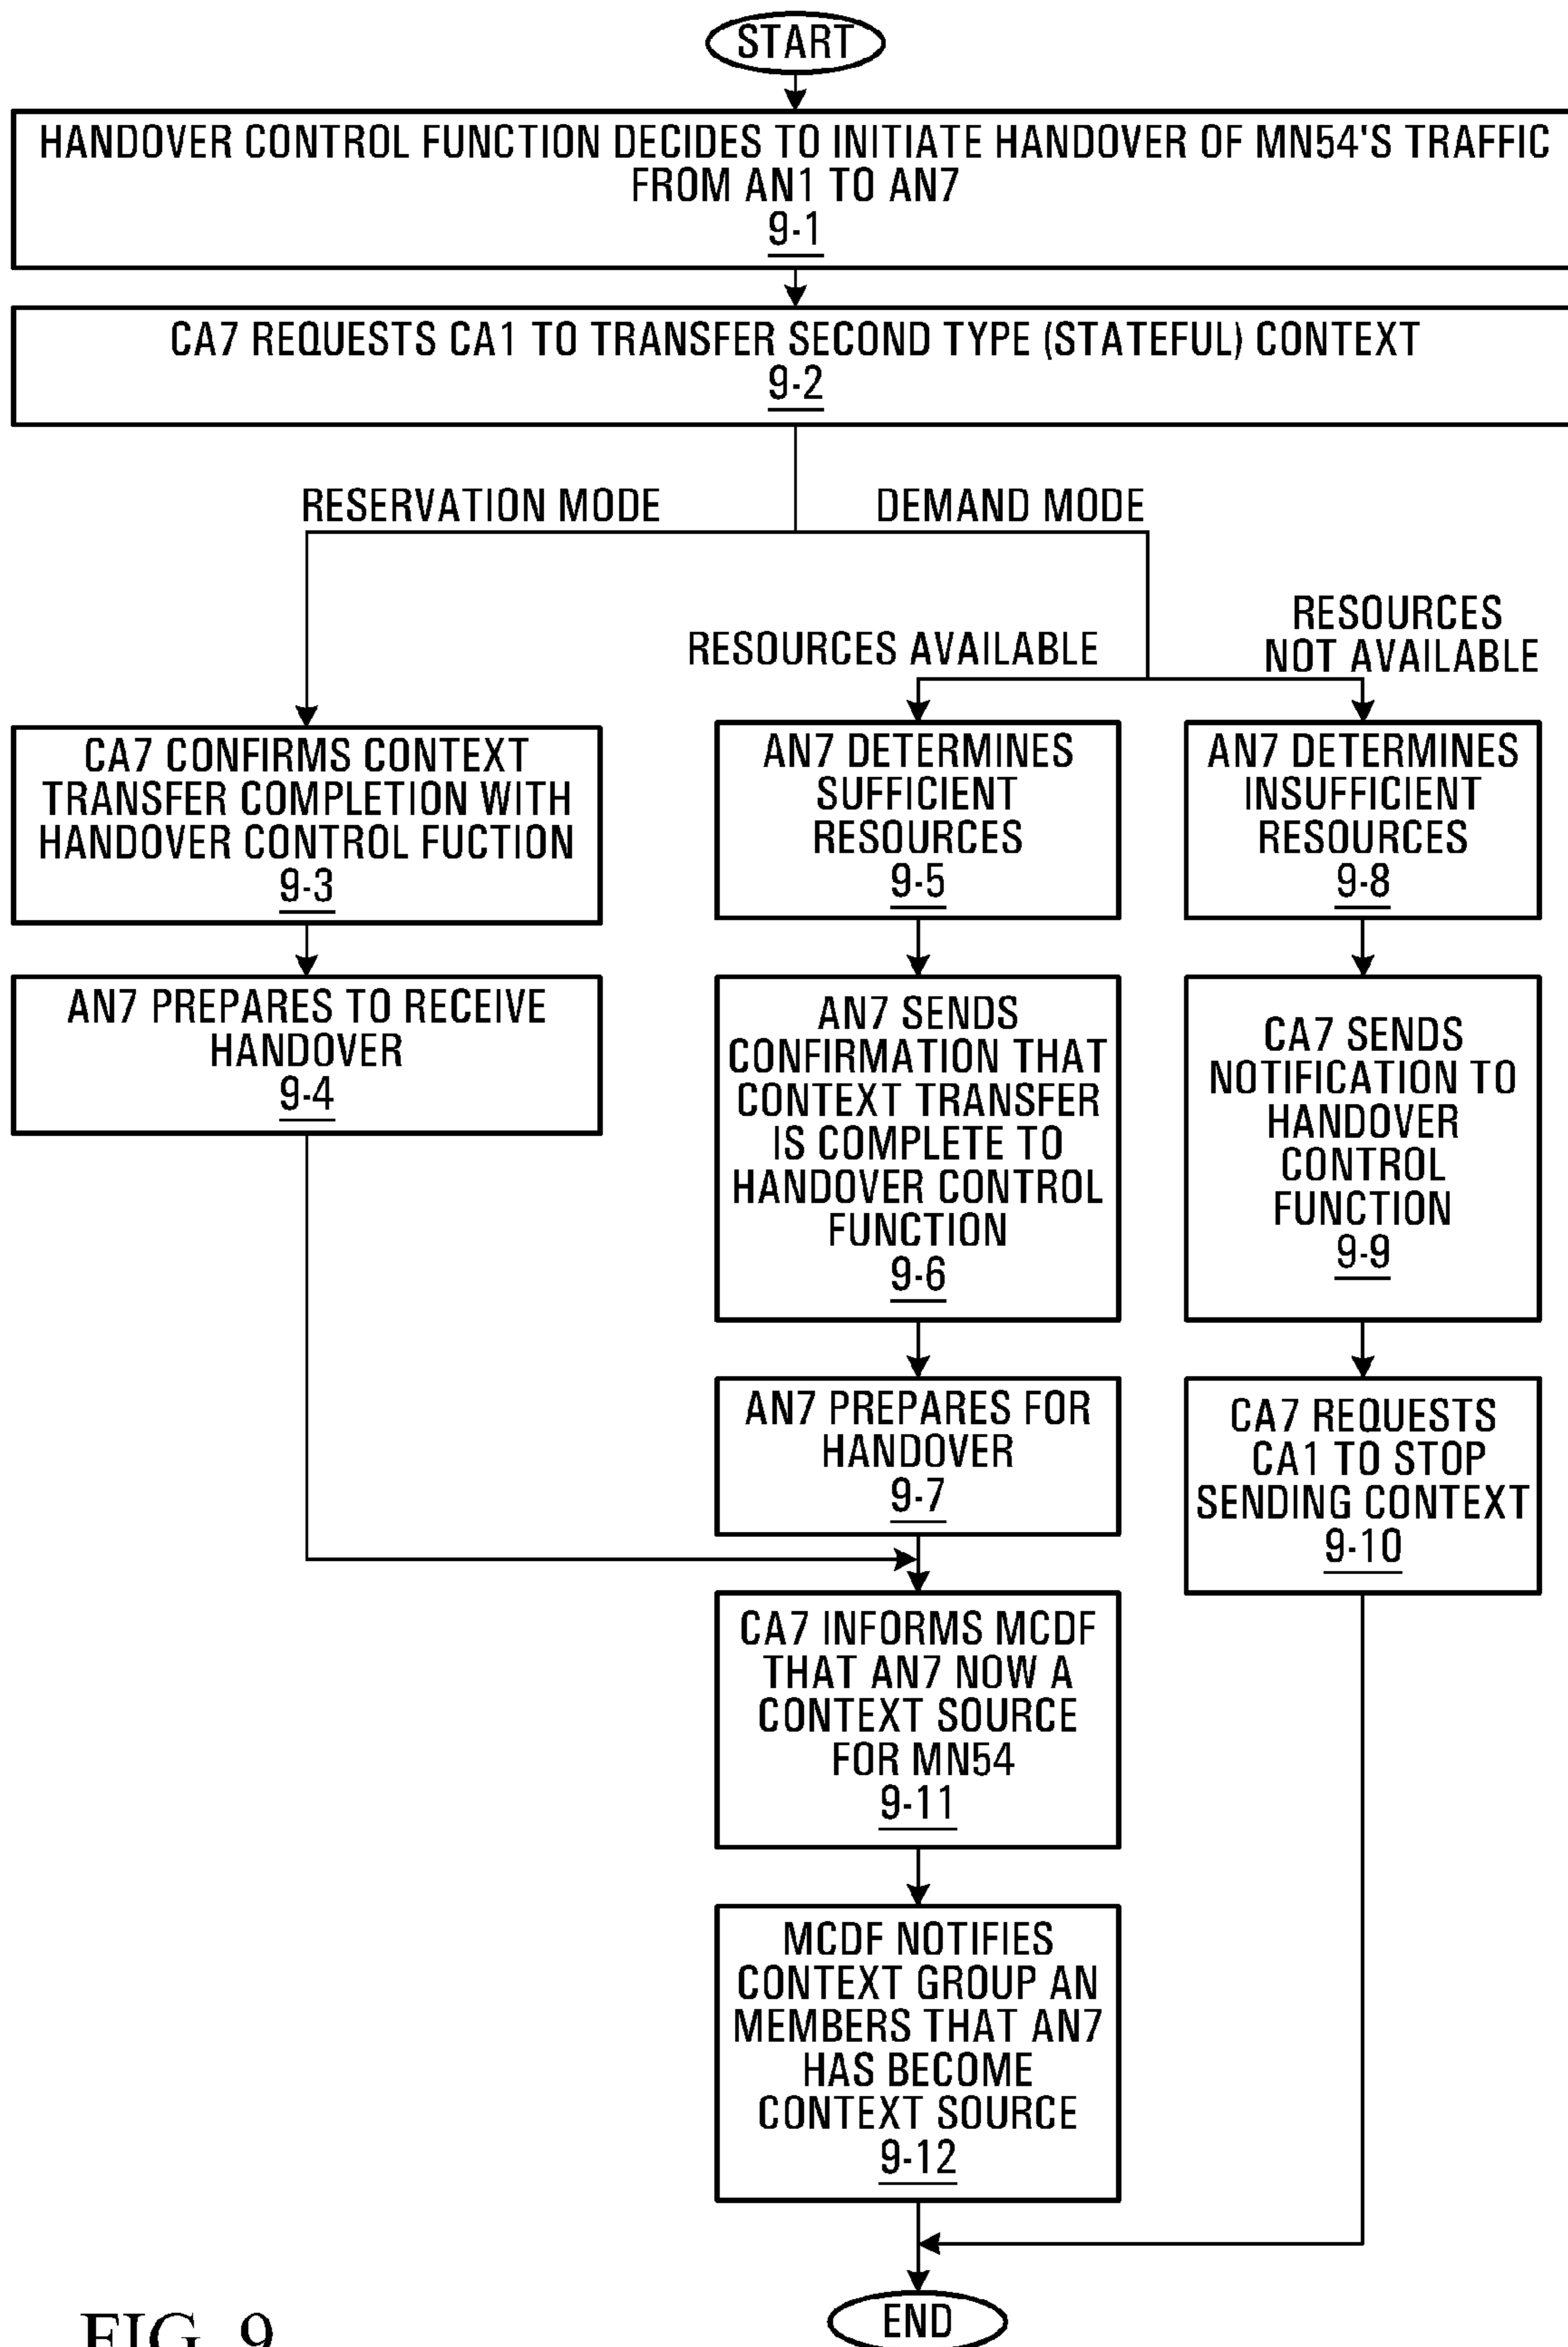 START
HANDOVER CONTROL FUNCTION DECIDES TO INITIATE HANDOVER OF MN54'S TRAFFIC
FROM AN1 TO AN7
9-1
CA7 REQUESTS CA1 TO TRANSFER SECOND TYPE (STATEFUL) CONTEXT
9-2
RESERVATION MODE
DEMAND MODE
RESOURCES AVAILABLE
RESOURCES
NOT AVAILABLE
CA7 CONFIRMS CONTEXT
TRANSFER COMPLETION WITH
HANDOVER CONTROL FUCTION
9-3
AN7 PREPARES TO RECEIVE
HANDOVER
9-4
AN7 DETERMINES
SUFFICIENT
RESOURCES
9-5
AN7 SENDS
CONFIRMATION THAT
CONTEXT TRANSFER
IS COMPLETE TO
HANDOVER CONTROL
FUNCTION
9-6
AN7 PREPARES FOR
HANDOVER
9-7
AN7 DETERMINES
INSUFFICIENT
RESOURCES
9-8
CA7 SENDS
NOTIFICATION TO
HANDOVER
CONTROL
FUNCTION
9-9
CA7 REQUESTS
CA1 TO STOP
SENDING CONTEXT
9-10
CA7 INFORMS MCDF
THAT AN7 NOW A
CONTEXT SOURCE
FOR MN54
9-11
MCDF NOTIFIES
CONTEXT GROUP AN
MEMBERS THAT AN7
HAS BECOME
CONTEXT SOURCE
9-12
END
FIG. 9